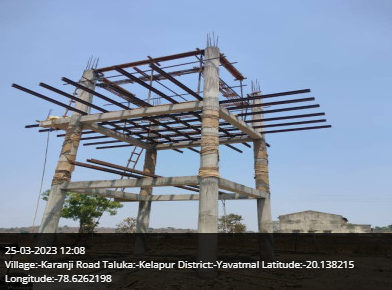 25-03-2023 12:08
Village:-Karanji Road Taluka:-Kelapur District:-Yavatmal Latitude:-20.138215
Longitude:-78.6262198